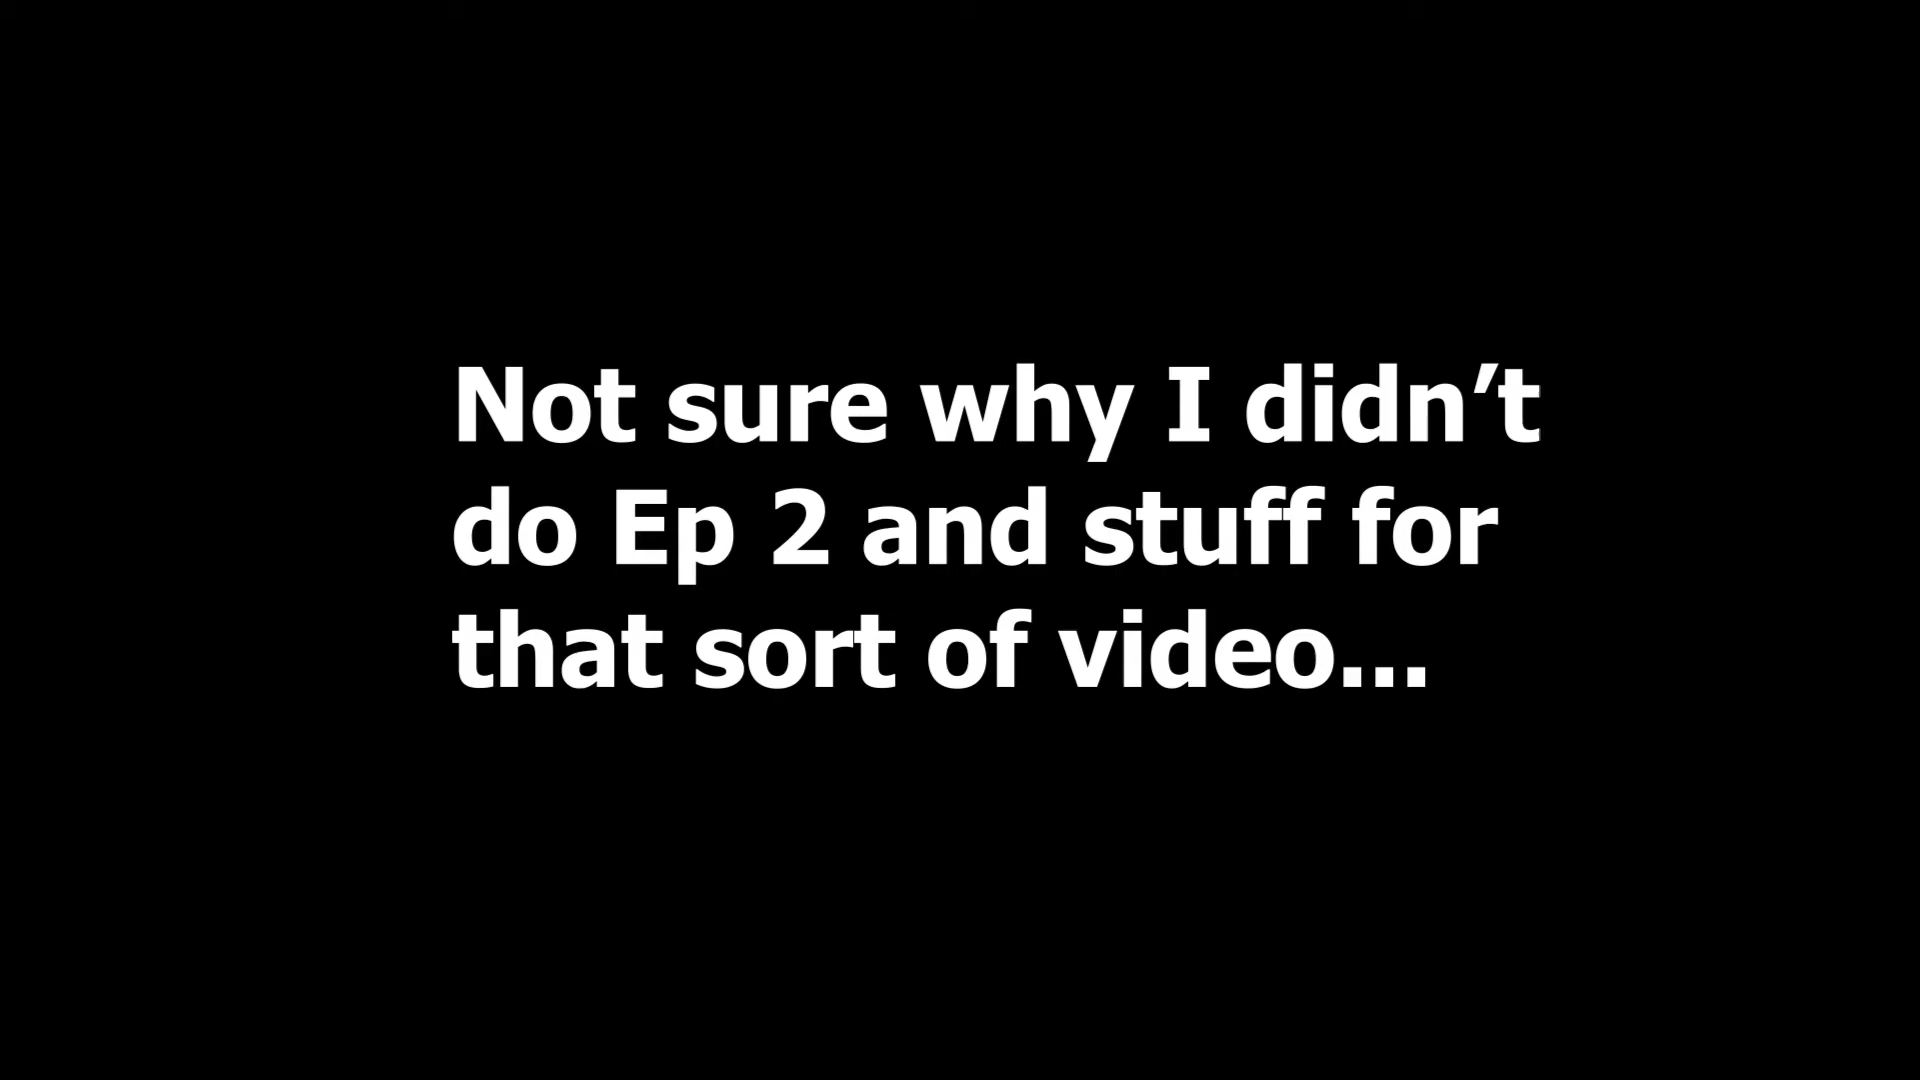 Not sure why I didn’t
do Ep 2 and stuff for
that sort of video...